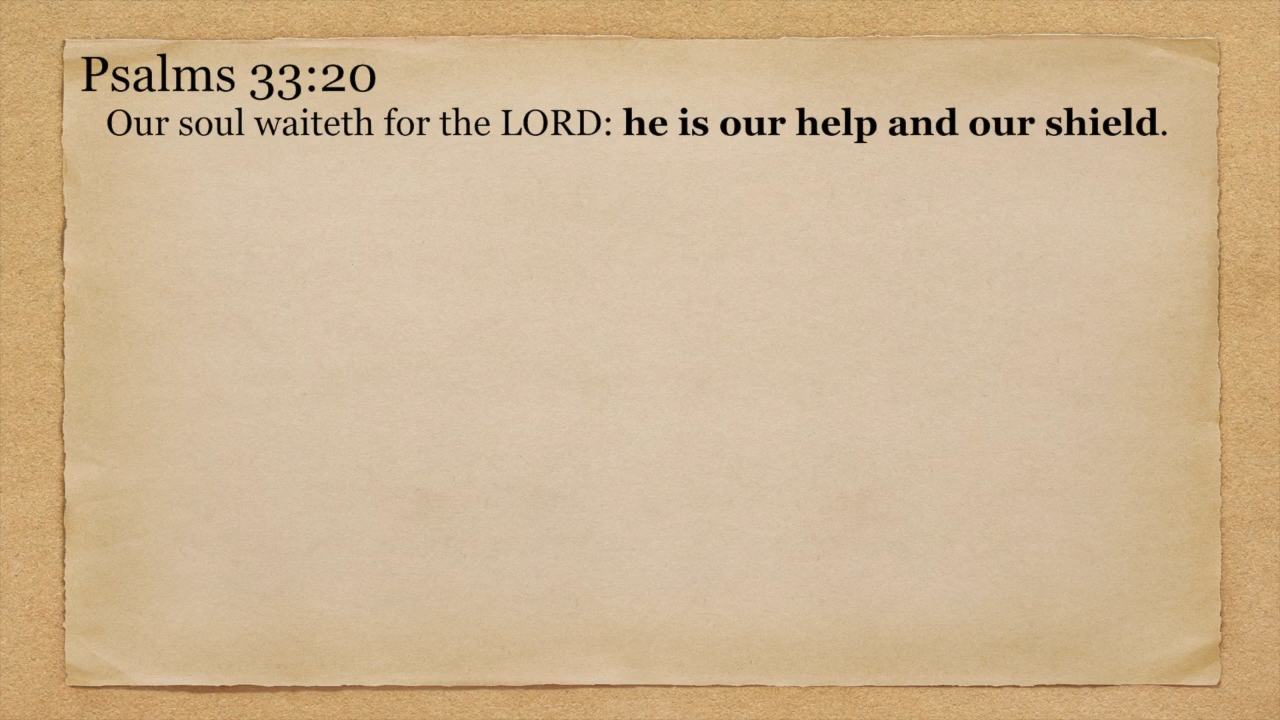 Psalms 33:20
Our soul waiteth for the LORD: he is our help and our shield.